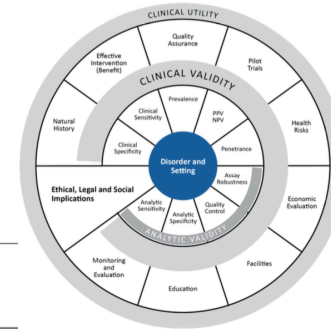 CLINICAL UTILITY
Quality
Assurance
Pilot
Trials
Health
Risks
Economic
Evaluation
Facilities
Education
Monitoring
and
Evaluation
Ethical, Legal and Social
Implications
Natural
History
Effective
Intervention
(Benefit)
CLINICAL VALIDITY
Clinical
Specificity
Clinical
Sensitivity
Prevalence
PPV
NPV
Penetrance
Assay
Robustness
Quality
Control
Analytic
Specificity
Analytic
Sensitivity
ANALYTIC VALIDITY
Disorder and
Setting